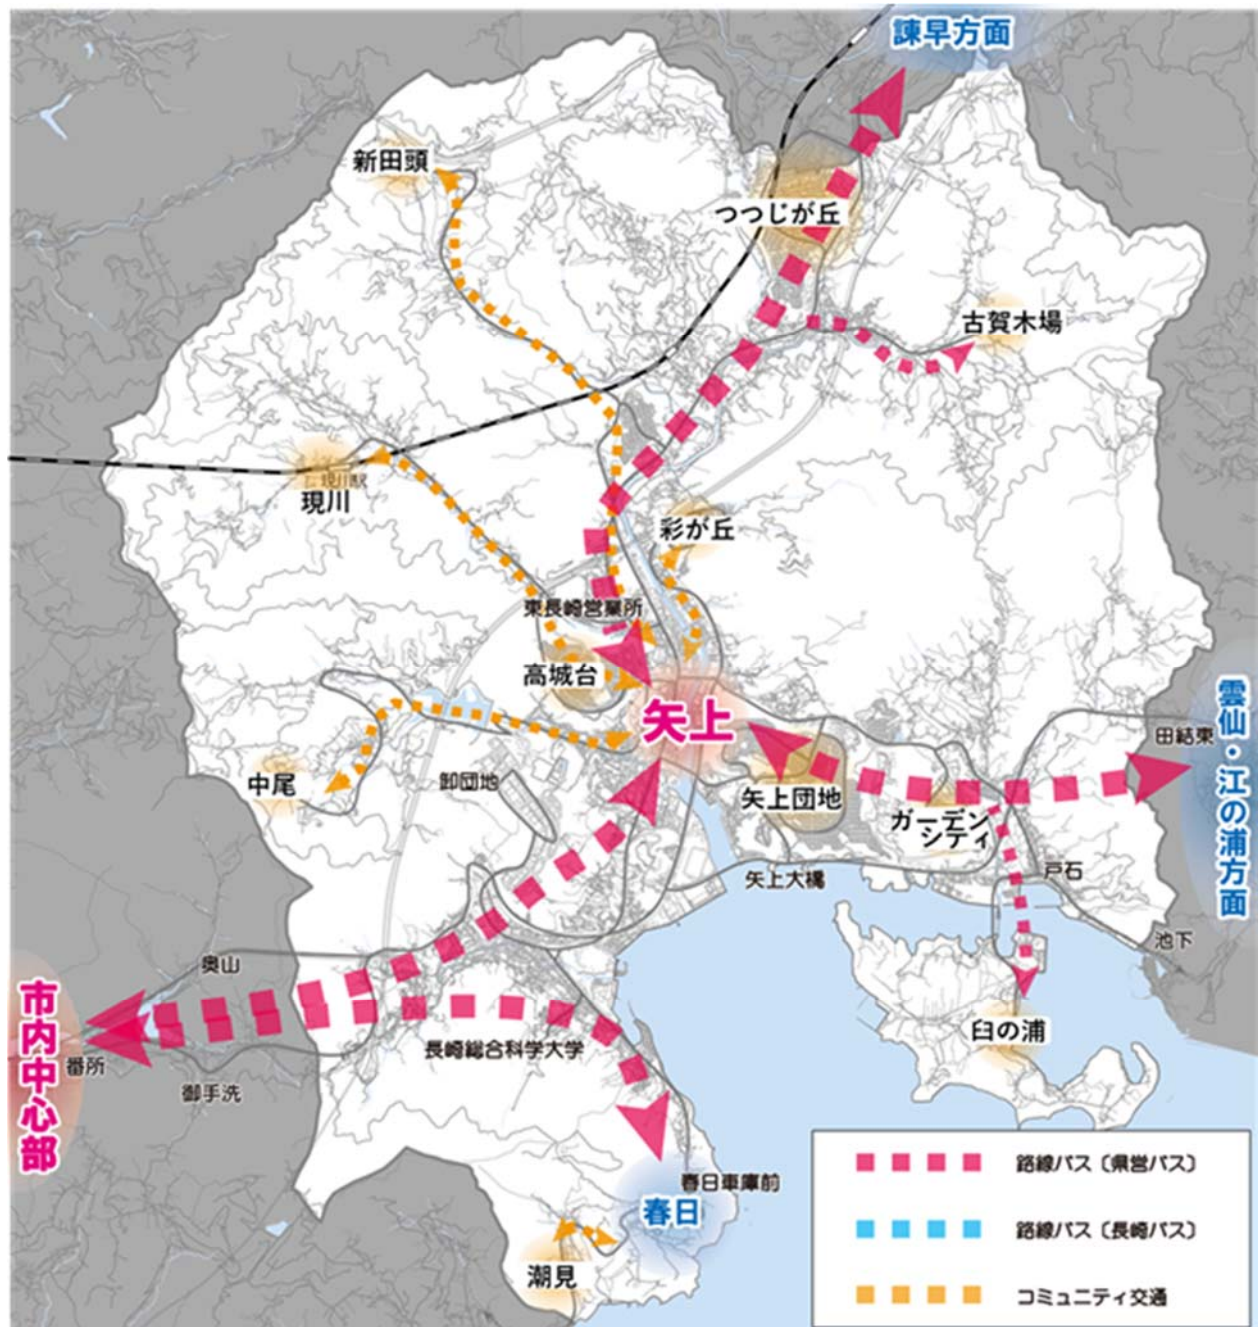 諫早方面
新田頭
つつじが丘
古賀木場
現川駅
現川
彩が丘
東長崎営業所
高城台
矢上
田結東
雲仙・江の浦方面
中尾
卸団地
矢上団地
ガーデン
シティ
矢上大橋
戸石
池下
奥山
市内中心部
番所
御手洗
長崎総合科学大学
臼の浦
春日車庫前
春日
潮見
路線バス〔県営バス〕
路線バス〔長崎バス〕
コミュニティ交通